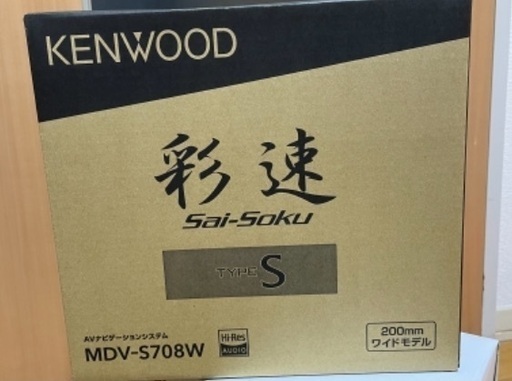 KENWOOD
彩速
Sai-Soku
TYPE S
AVナビゲーションシステム
MDV-S708W
Hi-Res
AUDIO
200mm
ワイドモデル